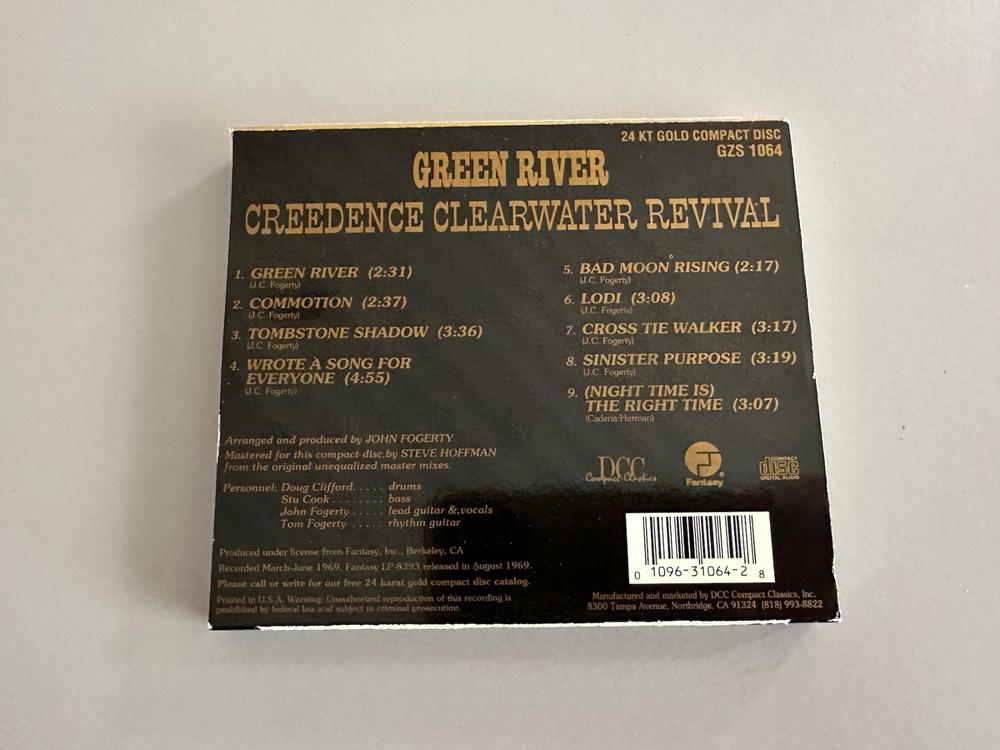 24 KT GOLD COMPACT DISC
GZS 1064
GREEN RIVER
CREEDENCE CLEARWATER REVIVAL
1. GREEN RIVER (2:31)
(J.C. Fogerty)
2. COMMOTION (2:37)
(J.C. Fogerty)
3. TOMBSTONE SHADOW (3:36)
(J.C. Fogerty)
4. WROTE A SONG FOR
EVERYONE (4:55)
(J.C. Fogerty)
5. BAD MOON RISING (2:17)
(J.C. Fogerty)
6. LODI (3:08)
(J.C. Fogerty)
7. CROSS TIE WALKER (3:17)
(J.C. Fogerty)
8. SINISTER PURPOSE (3:19)
(J.C. Fogerty)
9. (NIGHT TIME IS)
THE RIGHT TIME (3:07)
(Cadena-Herman)
Arranged and produced by JOHN FOGERTY
Mastered for this compact disc by STEVE HOFFMAN
from the original unequalized master mixes.
Personnel: Doug Clifford..... drums
Stu Cook........ bass
John Fogerty ..... lead guitar & vocals
Tom Fogerty ..... rhythm guitar
DCC
Compact Classics
Fantasy
COMPACT
disc
DIGITAL AUDIO
Produced under license from Fantasy, Inc., Berkeley, CA
Recorded March-June 1969, Fantasy LP-8393 released in August 1969.
Please call or write for our free 24 karat gold compact disc catalog.
Printed in U.S.A. Warning: Unauthorized reproduction of this recording is
prohibited by federal law and subject to criminal prosecution.
0 1096-31064-2 8
Manufactured and marketed by DCC Compact Classics, Inc.
8300 Tampa Avenue, Northridge, CA 91324 (818) 993-8822